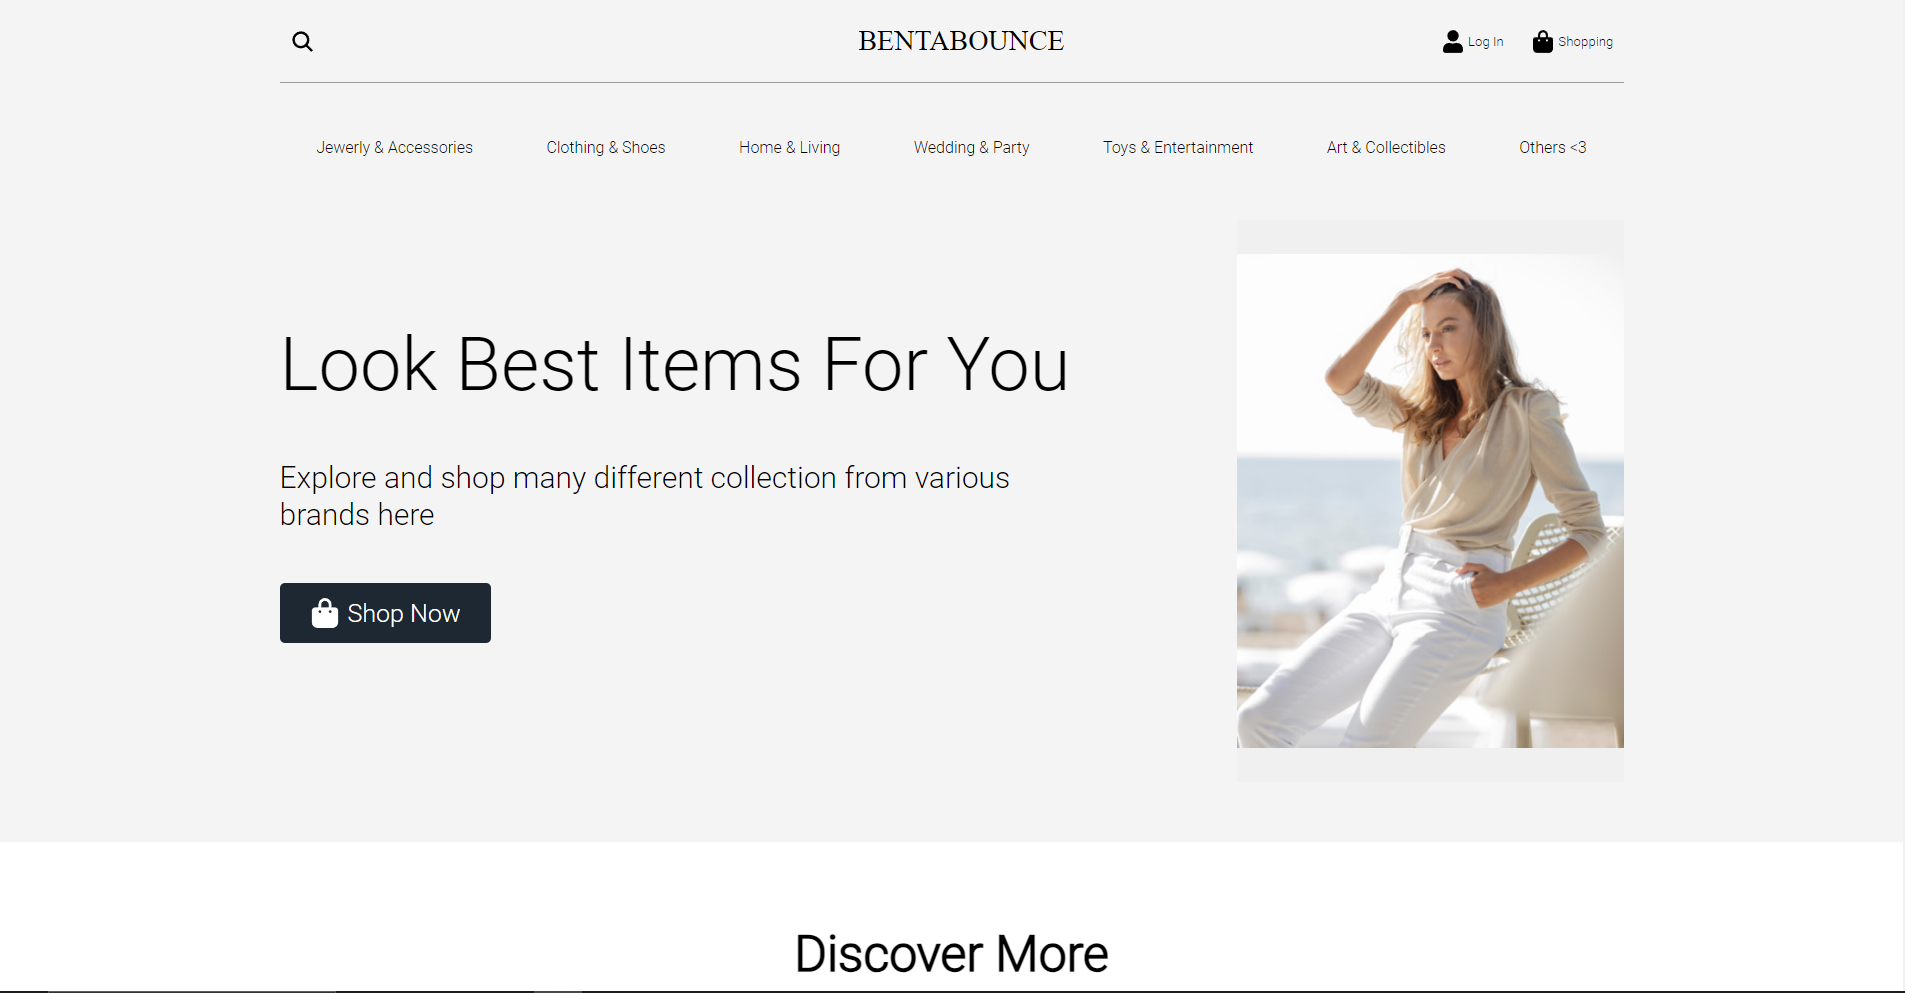 BENTABOUNCE
Log In
Shopping
Jewerly & Accessories
Clothing & Shoes
Home & Living
Wedding & Party
Toys & Entertainment
Art & Collectibles
Others <3
Look Best Items For You
Explore and shop many different collection from various
brands here
Shop Now
Discover More